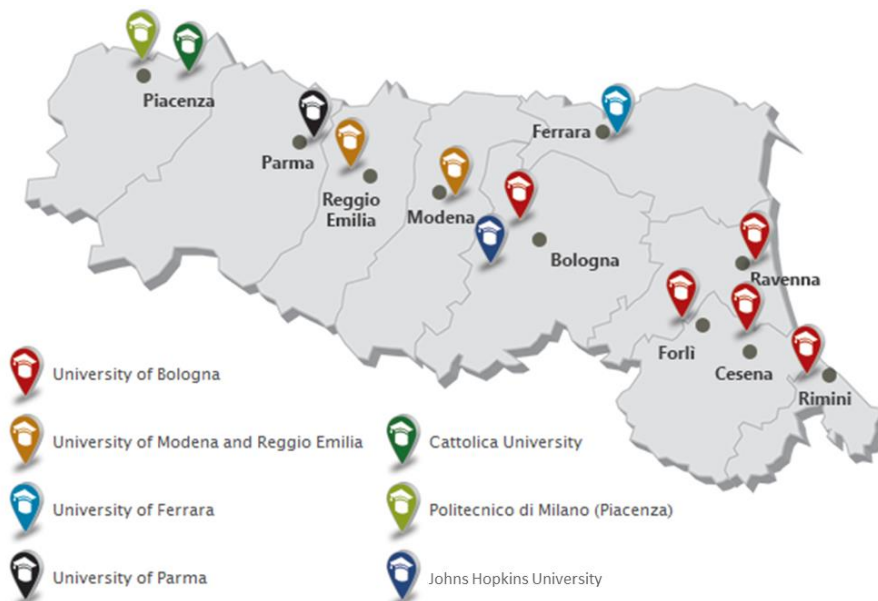 Piacenza
Parma
Reggio
Emilia
Modena
Ferrara
Bologna
Ravenna
Forlì
Cesena
Rimini
University of Bologna
University of Modena and Reggio Emilia
Cattolica University
University of Ferrara
Politecnico di Milano (Piacenza)
University of Parma
Johns Hopkins University